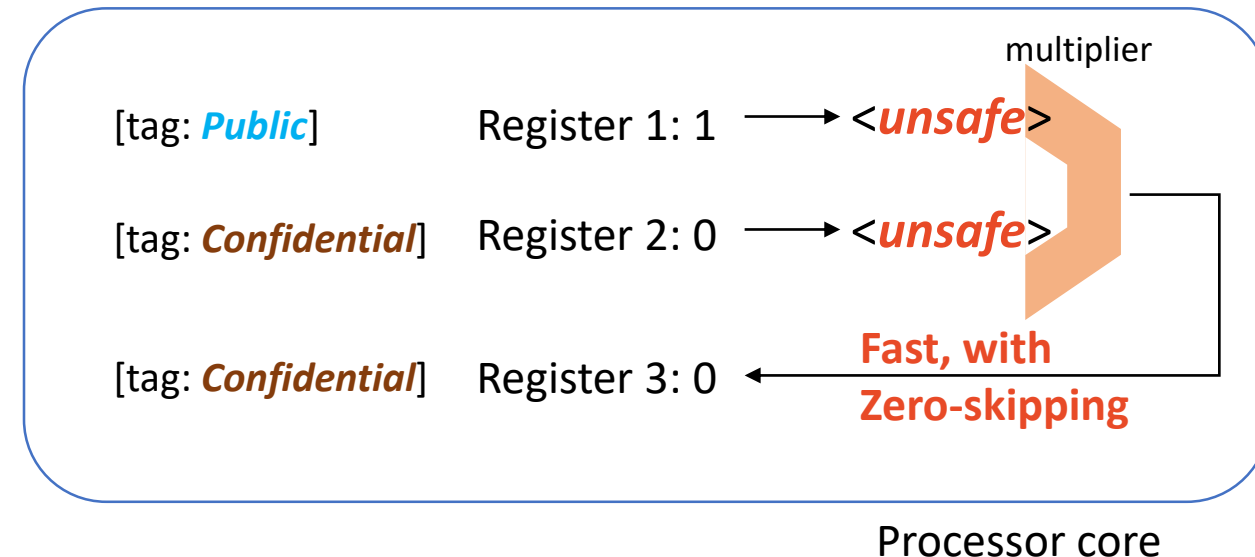 multiplier
[tag: Public] Register 1: 1 <unsafe>
[tag: Confidential] Register 2: 0 <unsafe>
Fast, with
[tag: Confidential] Register 3: 0
Zero-skipping
Processor core